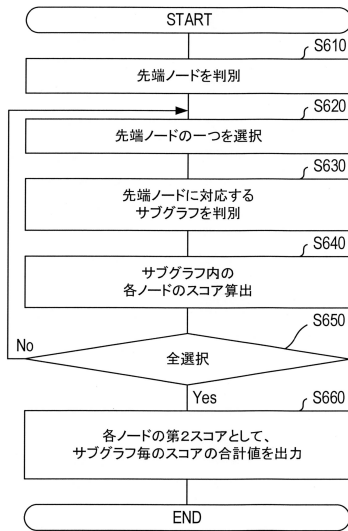 START
S610
先端ノードを判別
S620
先端ノードの一つを選択
S630
先端ノードに対応する
サブグラフを判別
S640
サブグラフ内の
各ノードのスコア算出
S650
No
全選択
Yes
S660
各ノードの第2スコアとして、
サブグラフ毎のスコアの合計値を出力
END